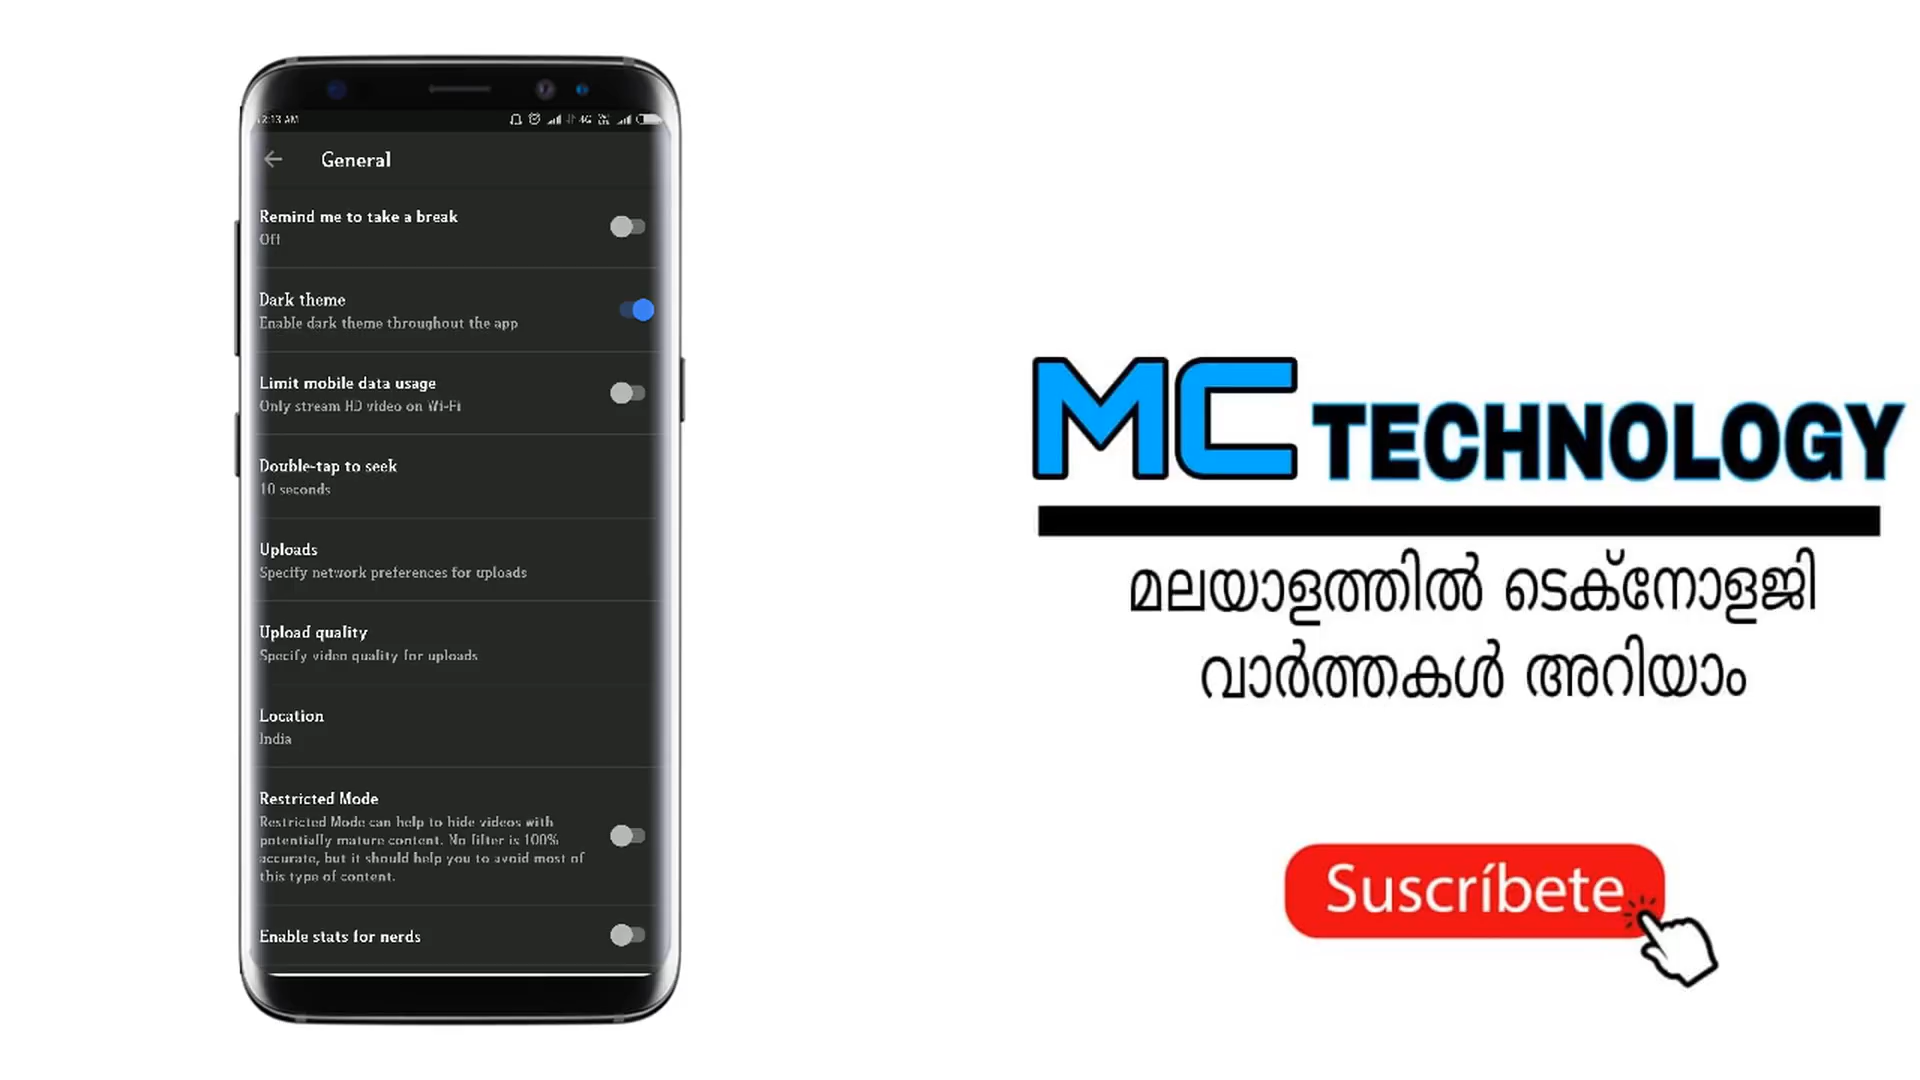 2:13 AM
4G
General
Remind me to take a break
Off
Dark theme
Enable dark theme throughout the app
Limit mobile data usage
Only stream HD video on Wi-Fi
Double-tap to seek
10 seconds
Uploads
Specify network preferences for uploads
Upload quality
Specify video quality for uploads
Location
India
Restricted Mode
Restricted Mode can help to hide videos with
potentially mature content. No filter is 100%
accurate, but it should help you to avoid most of
this type of content.
Enable stats for nerds
MC TECHNOLOGY
മലയാളത്തിൽ ടെക്നോളജി
വാർത്തകൾ അറിയാം
Suscríbete